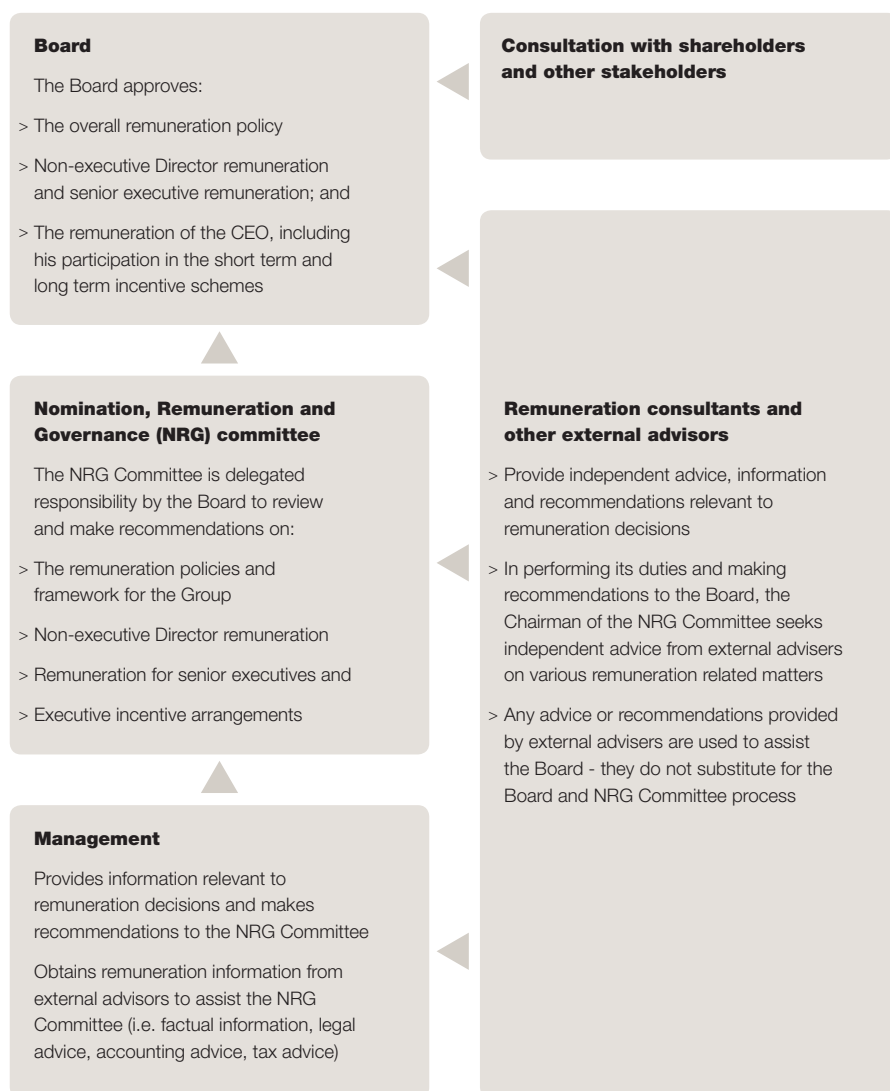 Board
The Board approves:
> The overall remuneration policy
> Non-executive Director remuneration
and senior executive remuneration; and
> The remuneration of the CEO, including
his participation in the short term and
long term incentive schemes
Consultation with shareholders
and other stakeholders
Nomination, Remuneration and
Governance (NRG) committee
The NRG Committee is delegated
responsibility by the Board to review
and make recommendations on:
> The remuneration policies and
framework for the Group
> Non-executive Director remuneration
> Remuneration for senior executives and
> Executive incentive arrangements
Management
Provides information relevant to
remuneration decisions and makes
recommendations to the NRG Committee
Obtains remuneration information from
external advisors to assist the NRG
Committee (i.e. factual information, legal
advice, accounting advice, tax advice)
Remuneration consultants and
other external advisors
> Provide independent advice, information
and recommendations relevant to
remuneration decisions
> In performing its duties and making
recommendations to the Board, the
Chairman of the NRG Committee seeks
independent advice from external advisers
on various remuneration related matters
> Any advice or recommendations provided
by external advisers are used to assist
the Board - they do not substitute for the
Board and NRG Committee process